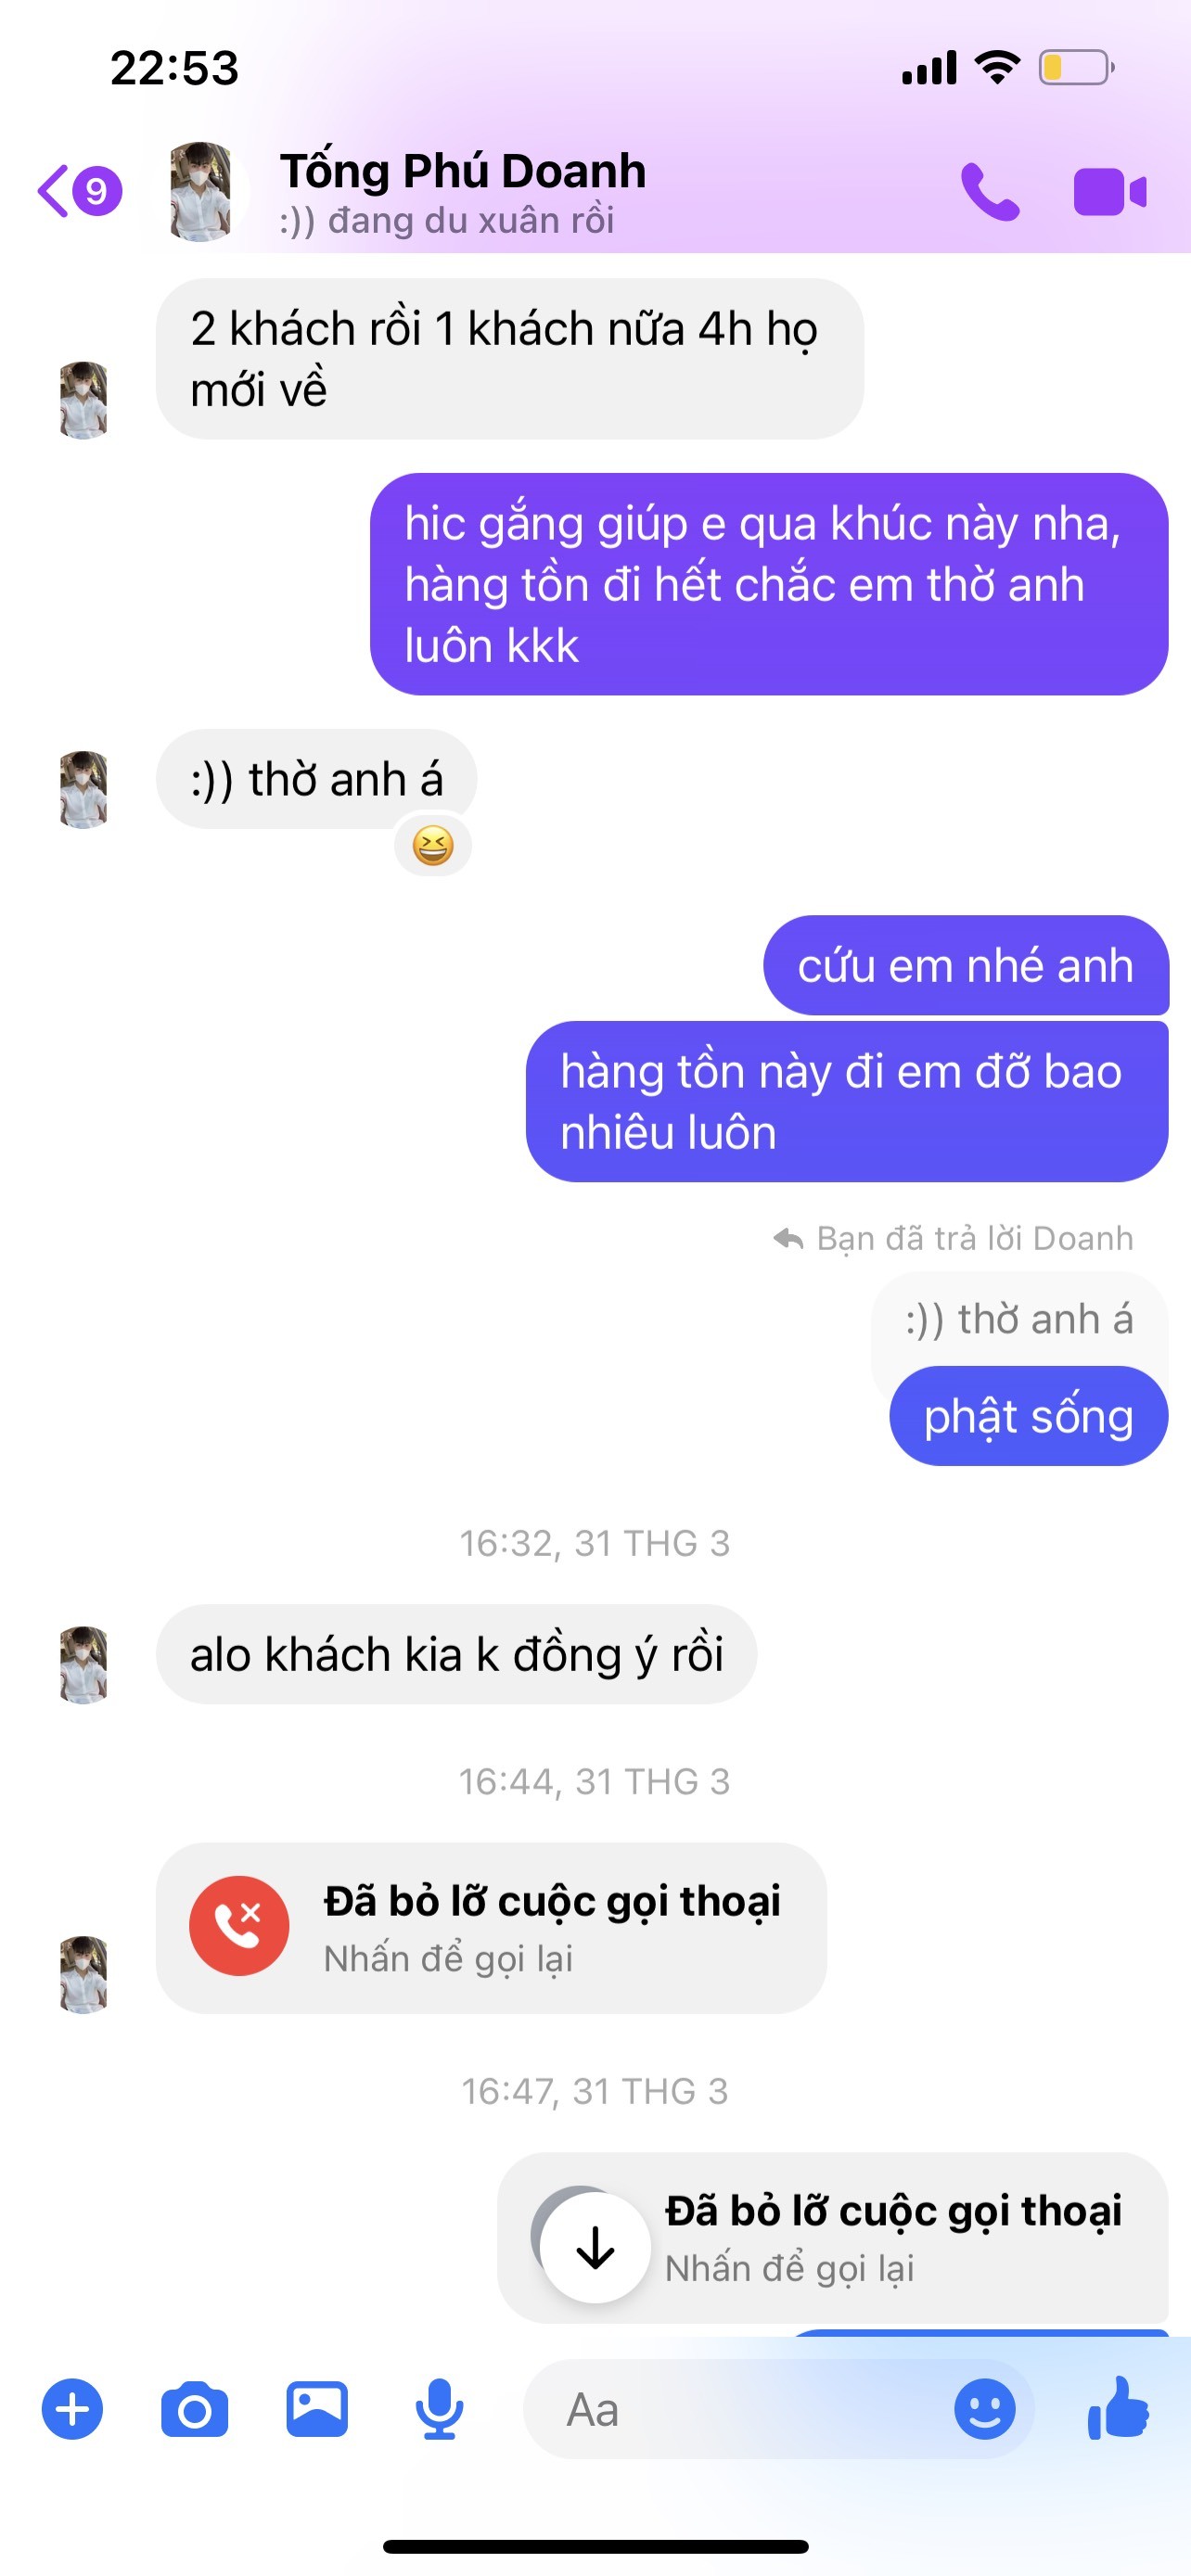 22:53
9
Tống Phú Doanh
:)) đang du xuân rồi
2 khách rồi 1 khách nữa 4h họ
mới về
hic gắng giúp e qua khúc này nha,
hàng tồn đi hết chắc em thờ anh
luôn kkk
:)) thờ anh á
cứu em nhé anh
hàng tồn này đi em đỡ bao
nhiêu luôn
Bạn đã trả lời Doanh
:)) thờ anh á
phật sống
16:32, 31 THG 3
alo khách kia k đồng ý rồi
16:44, 31 THG 3
Đã bỏ lỡ cuộc gọi thoại
Nhấn để gọi lại
16:47, 31 THG 3
Đã bỏ lỡ cuộc gọi thoại
Nhấn để gọi lại
Aa